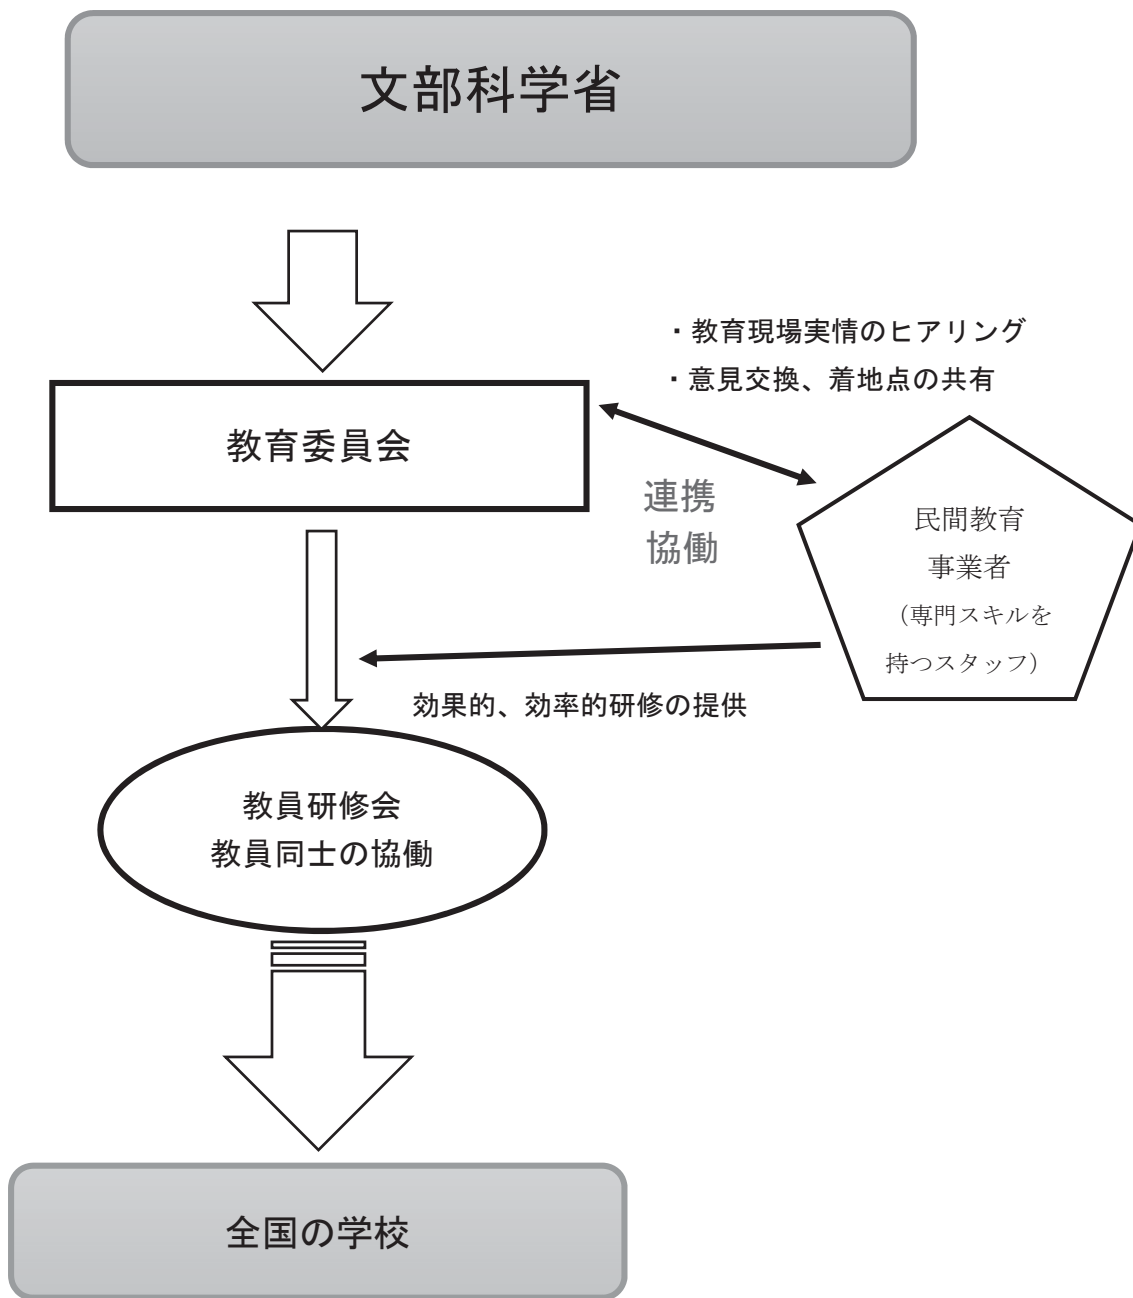 文部科学省
・教育現場実情のヒアリング
・意見交換、着地点の共有
教育委員会
連携
協働
民間教育
事業者
（専門スキルを
持つスタッフ）
効果的、効率的研修の提供
教員研修会
教員同士の協働
全国の学校